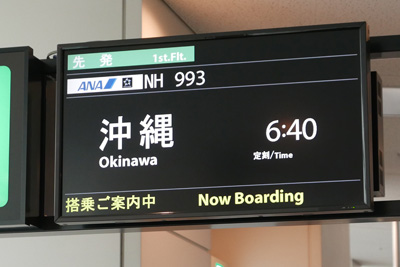 先発 1st.Flt.
ANA NH 993
沖縄 6:40
Okinawa 定刻/Time
搭乗ご案内中 Now Boarding